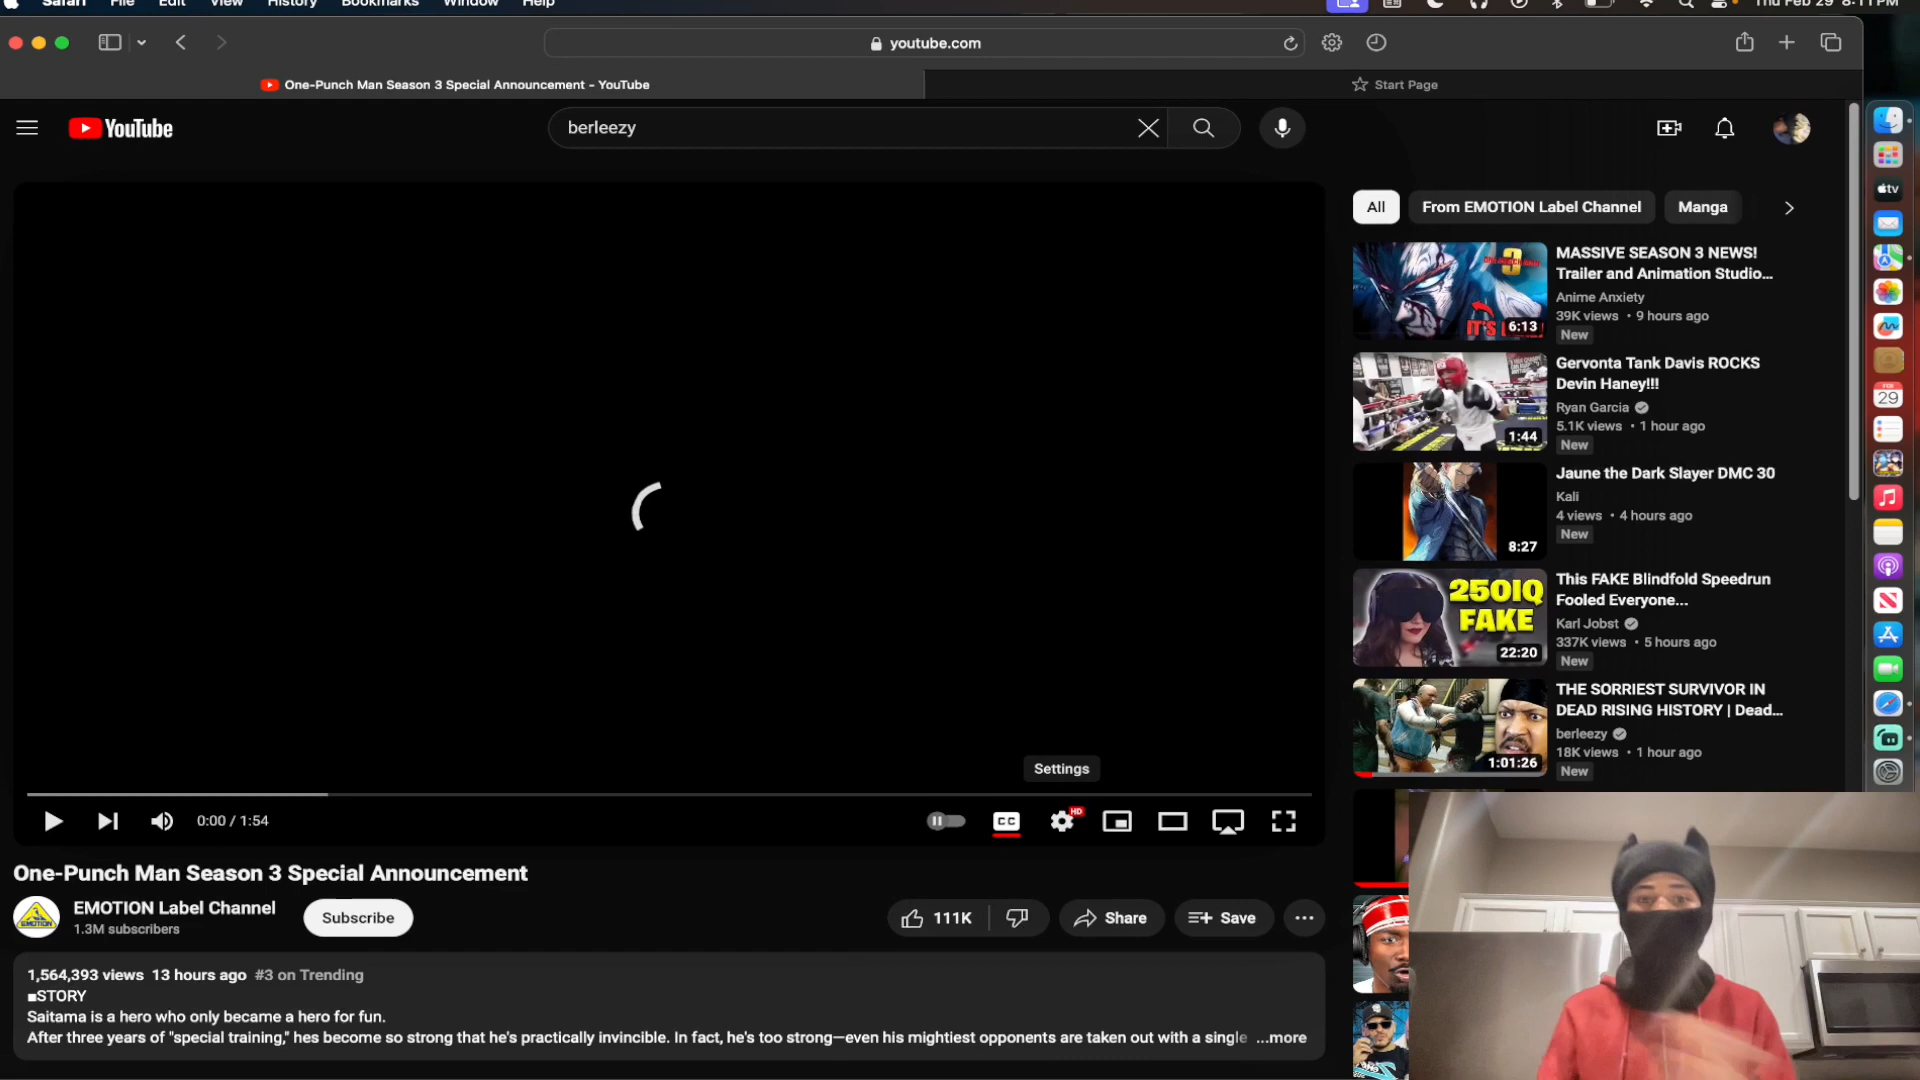 Safari File Edit View History Bookmarks Window Help
Thu Feb 29 8:11 PM
youtube.com
One-Punch Man Season 3 Special Announcement - YouTube
Start Page
YouTube
berleezy
All
From EMOTION Label Channel
Manga
3
IT'S
6:13
MASSIVE SEASON 3 NEWS!
Trailer and Animation Studio...
Anime Anxiety
39K views • 9 hours ago
New
1:44
Gervonta Tank Davis ROCKS
Devin Haney!!!
Ryan Garcia
5.1K views • 1 hour ago
New
8:27
Jaune the Dark Slayer DMC 30
Kali
4 views • 4 hours ago
New
250IQ
FAKE
22:20
This FAKE Blindfold Speedrun
Fooled Everyone...
Karl Jobst
337K views • 5 hours ago
New
1:01:26
THE SORRIEST SURVIVOR IN
DEAD RISING HISTORY | Dead...
berleezy
18K views • 1 hour ago
New
tv
FEB
29
Settings
0:00 / 1:54
CC
HD
One-Punch Man Season 3 Special Announcement
EMOTION
EMOTION Label Channel
1.3M subscribers
Subscribe
111K
Share
Save
1,564,393 views 13 hours ago #3 on Trending
■STORY
Saitama is a hero who only became a hero for fun.
After three years of "special training," hes become so strong that he's practically invincible. In fact, he's too strong—even his mightiest opponents are taken out with a single ...more